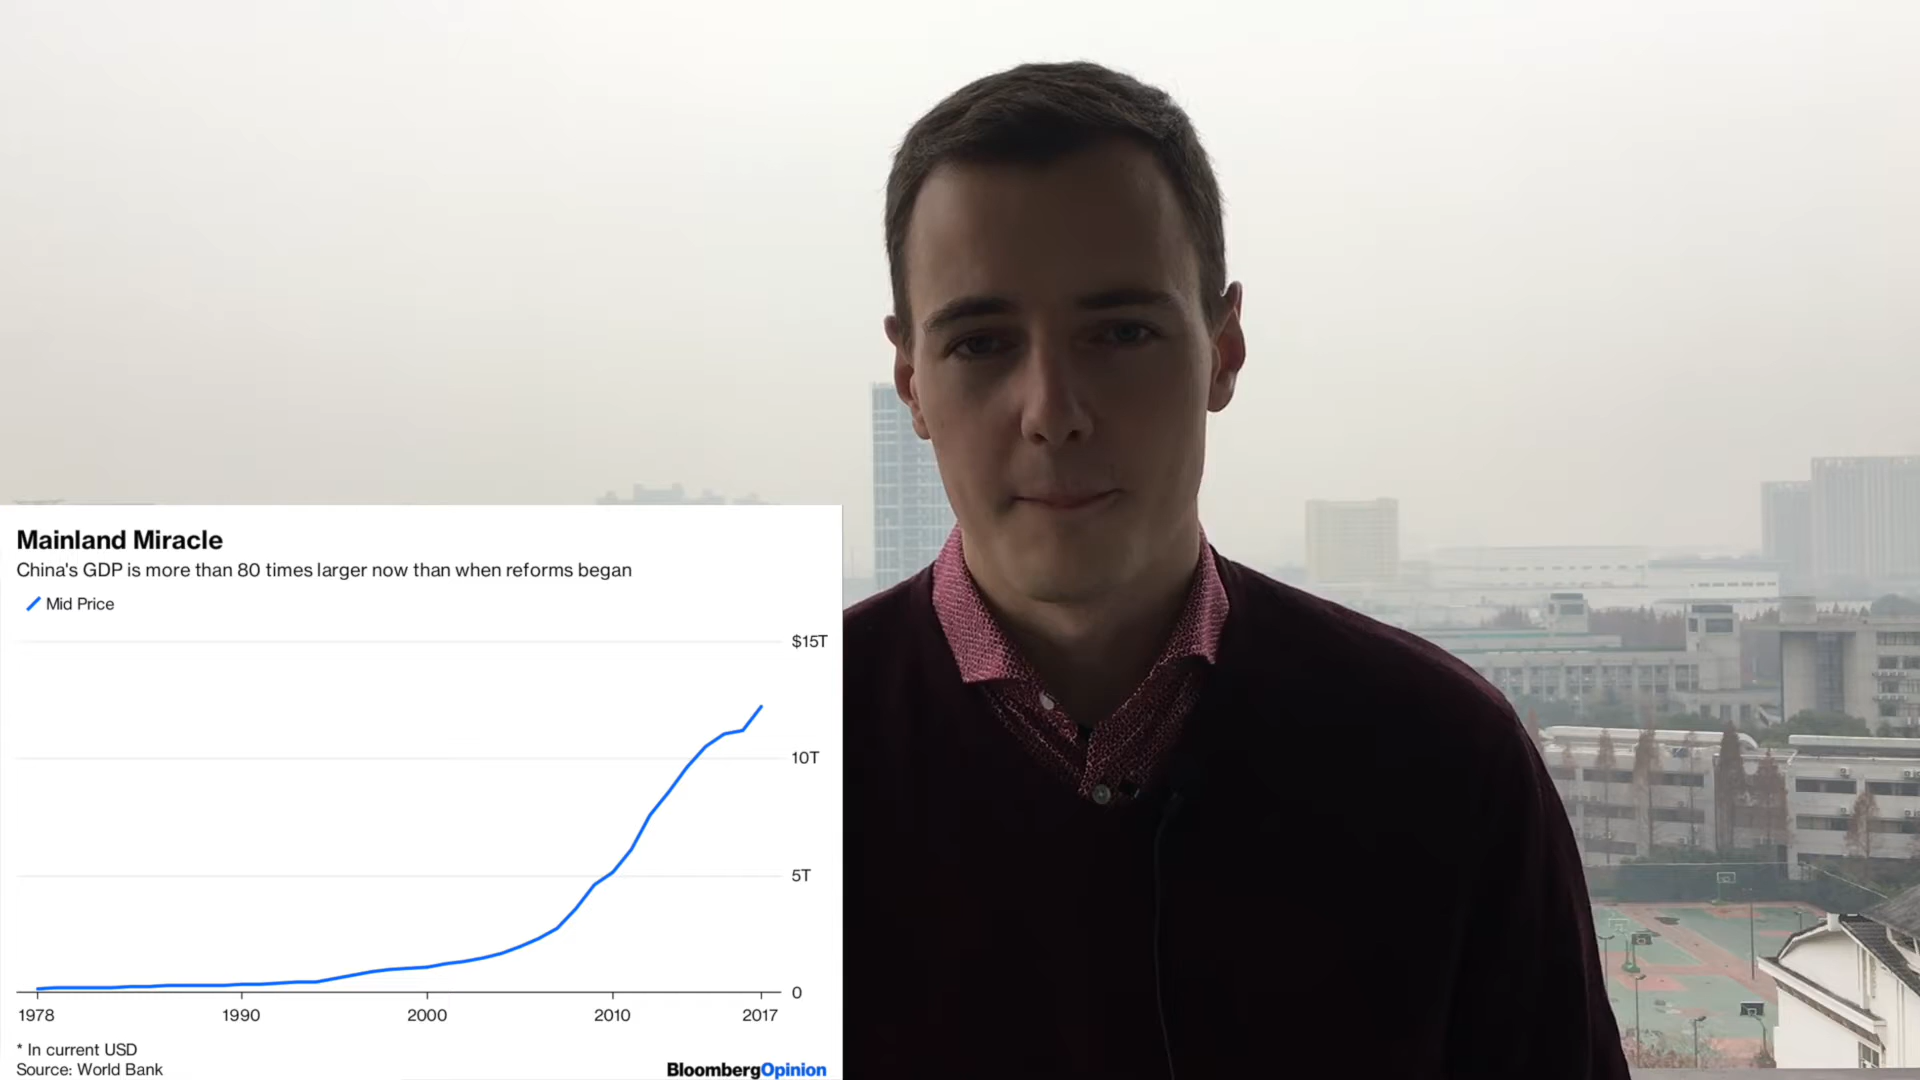 Mainland Miracle
China's GDP is more than 80 times larger now than when reforms began
Mid Price
$15T
10T
5T
0
1978 1990 2000 2010 2017
* In current USD
Source: World Bank
BloombergOpinion